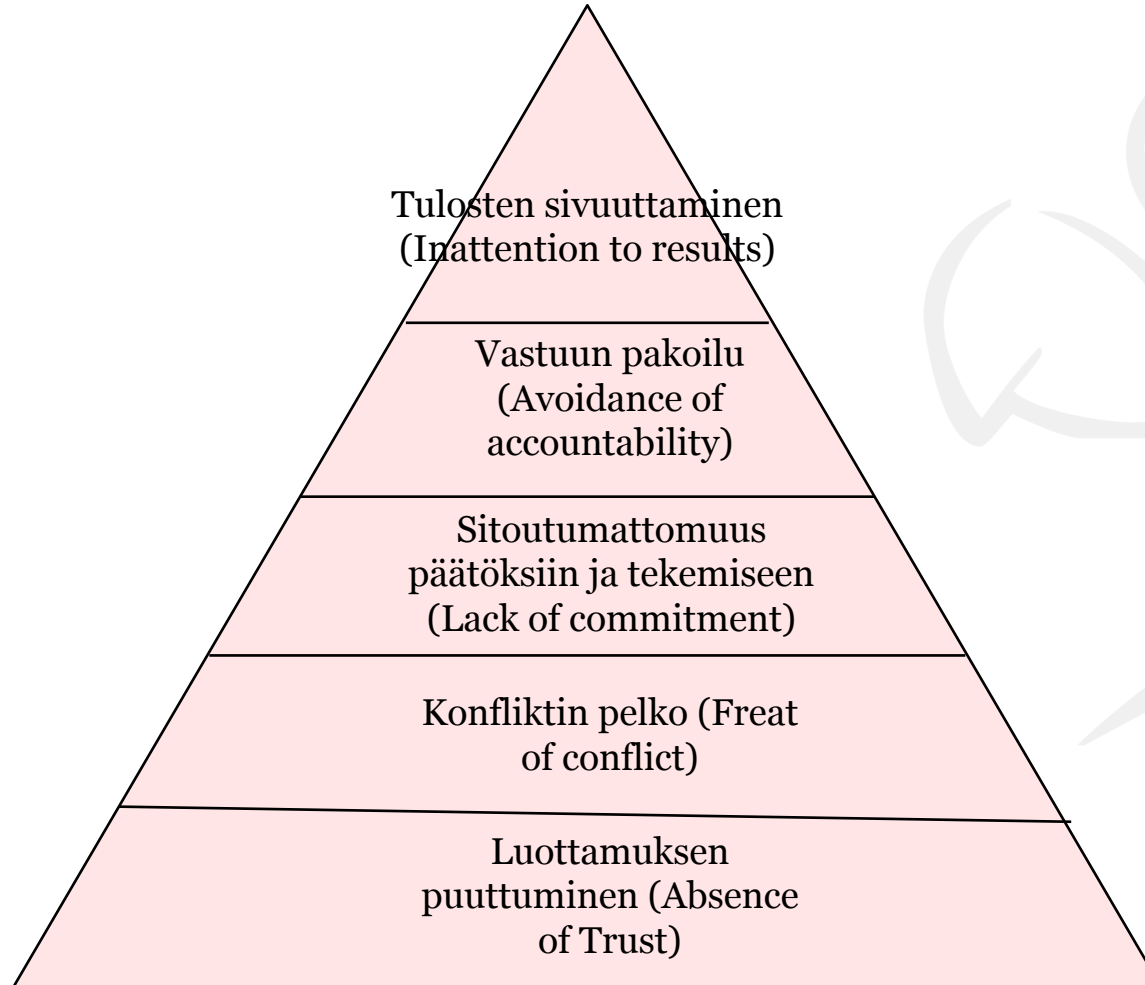 Tulosten sivuuttaminen
(Inattention to results)
Vastuun pakoilu
(Avoidance of
accountability)
Sitoutumattomuus
päätöksiin ja tekemiseen
(Lack of commitment)
Konfliktin pelko (Freat
of conflict)
Luottamuksen
puuttuminen (Absence
of Trust)